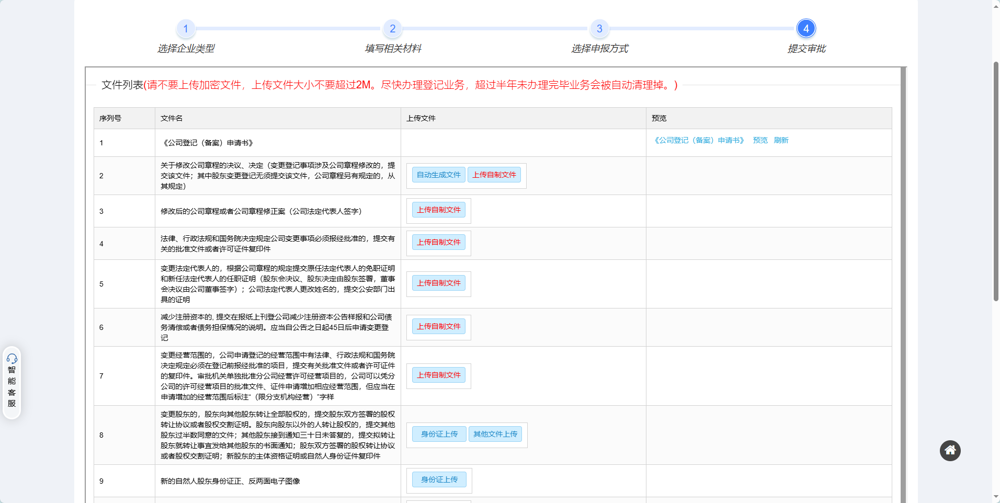 1
2
3
4
选择企业类型
填写相关材料
选择申报方式
提交审批
文件列表(请不要上传加密文件，上传文件大小不要超过2M。尽快办理登记业务，超过半年未办理完毕业务会被自动清理掉。)
序列号
文件名
上传文件
预览
1
《公司登记（备案）申请书》
《公司登记（备案）申请书》 预览 刷新
2
关于修改公司章程的决议、决定（变更登记事项涉及公司章程修改的，提
交该文件；其中股东变更登记无须提交该文件，公司章程另有规定的，从
其规定）
自动生成文件 上传自制文件
3
修改后的公司章程或者公司章程修正案（公司法定代表人签字）
上传自制文件
4
法律、行政法规和国务院决定规定公司变更事项必须报经批准的，提交有
关的批准文件或者许可证件复印件
上传自制文件
5
变更法定代表人的，根据公司章程的规定提交原任法定代表人的免职证明
和新任法定代表人的任职证明（股东会决议、股东决定由股东签署，董事
会决议由公司董事签字）；公司法定代表人更改姓名的，提交公安部门出
具的证明
上传自制文件
6
减少注册资本的, 提交在报纸上刊登公司减少注册资本公告样报和公司债
务清偿或者债务担保情况的说明。应当自公告之日起45日后申请变更登
记
上传自制文件
7
变更经营范围的，公司申请登记的经营范围中有法律、行政法规和国务院
决定规定必须在登记前报经批准的项目，提交有关批准文件或者许可证件
的复印件。审批机关单独批准分公司经营许可经营项目的，公司可以凭分
公司的许可经营项目的批准文件、证件申请增加相应经营范围，但应当在
申请增加的经营范围后标注“（限分支机构经营）”字样
上传自制文件
8
变更股东的，股东向其他股东转让全部股权的，提交股东双方签署的股权
转让协议或者股权交割证明。股东向股东以外的人转让股权的，提交其他
股东过半数同意的文件；其他股东接到通知三十日未答复的，提交拟转让
股东就转让事宜发给其他股东的书面通知；股东双方签署的股权转让协议
或者股权交割证明；新股东的主体资格证明或自然人身份证件复印件
身份证上传 其他文件上传
9
新的自然人股东身份证正、反两面电子图像
身份证上传
智
能
客
服